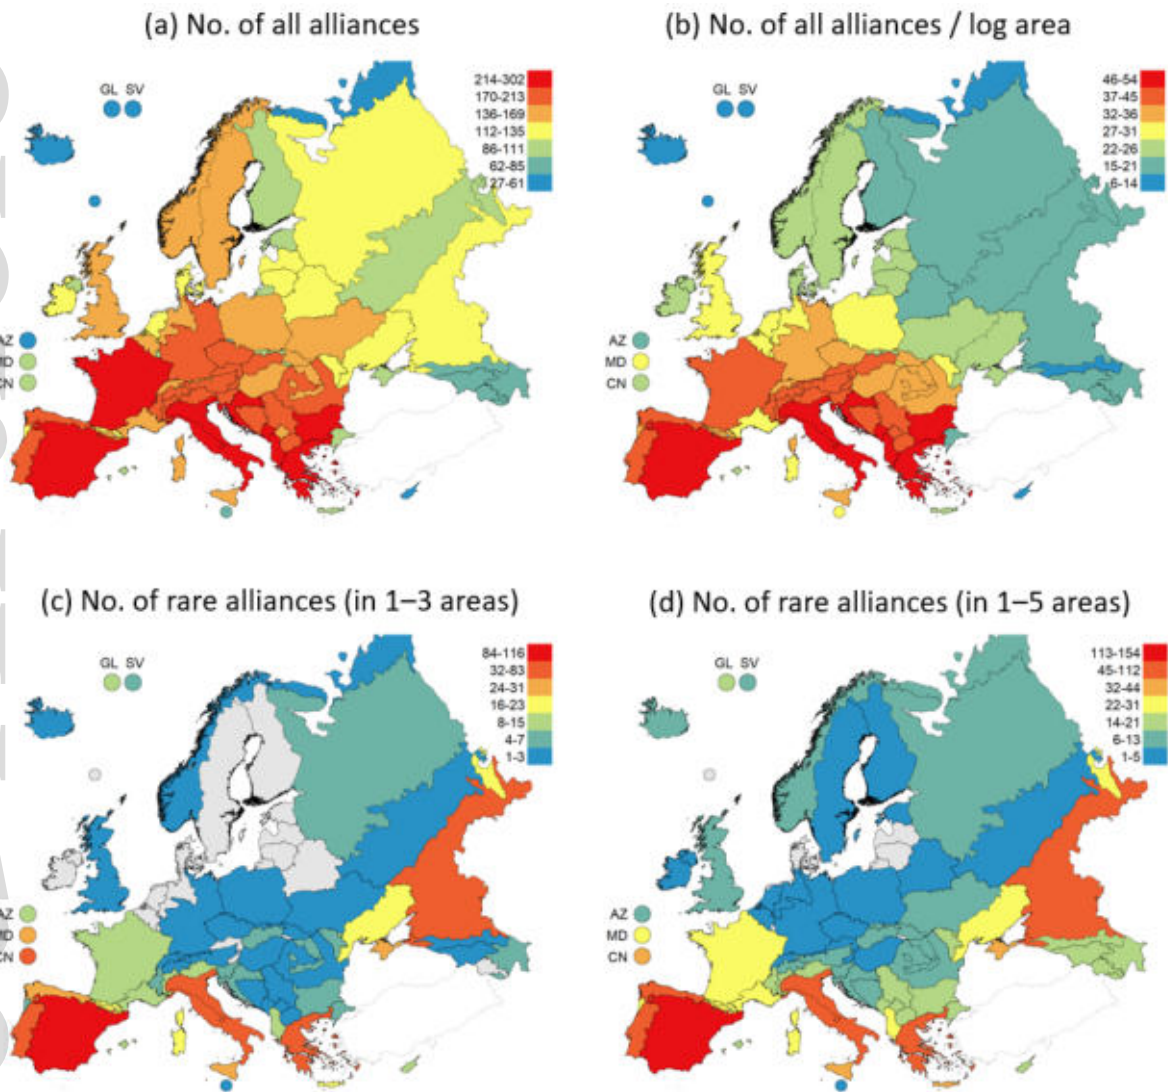 (a) No. of all alliances
(b) No. of all alliances / log area
GL SV
214-302
170-213
136-169
112-135
86-111
62-85
27-61
AZ
MD
CN
GL SV
46-54
37-45
32-36
27-31
22-26
15-21
6-14
AZ
MD
CN
(c) No. of rare alliances (in 1–3 areas)
(d) No. of rare alliances (in 1–5 areas)
GL SV
84-116
32-83
24-31
16-23
8-15
4-7
1-3
AZ
MD
CN
GL SV
113-154
45-112
32-44
22-31
14-21
6-13
1-5
AZ
MD
CN